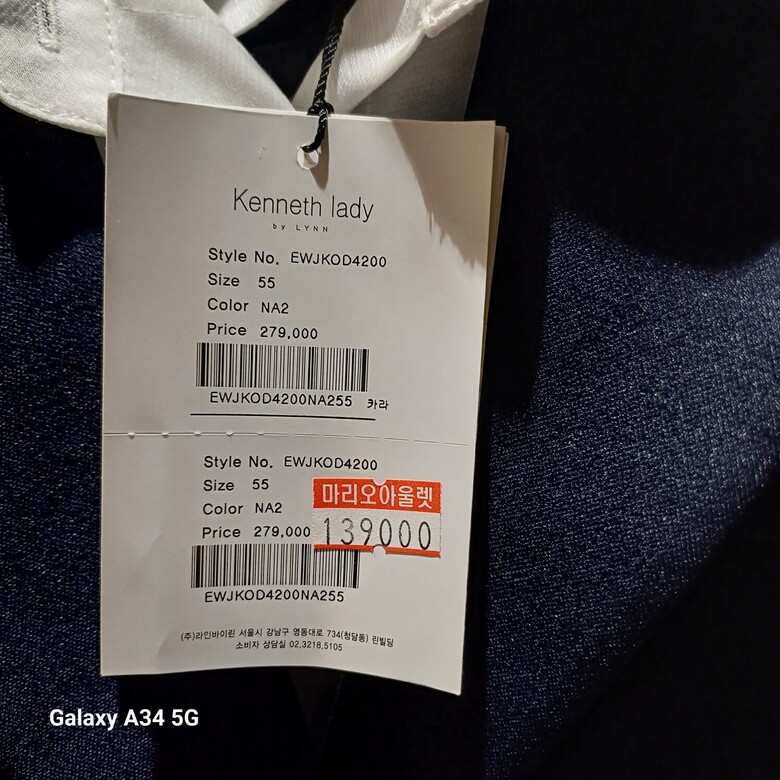 Kenneth lady
by LYNN
Style No. EWJKOD4200
Size 55
Color NA2
Price 279,000
EWJKOD4200NA255 카라
Style No. EWJKOD4200
Size 55
Color NA2
Price 279,000
마리오아울렛
139000
EWJKOD4200NA255
(주)라인바이린 서울시 강남구 영동대로 734(청담동) 린빌딩
소비자 상담실 02.3218.5105
Galaxy A34 5G